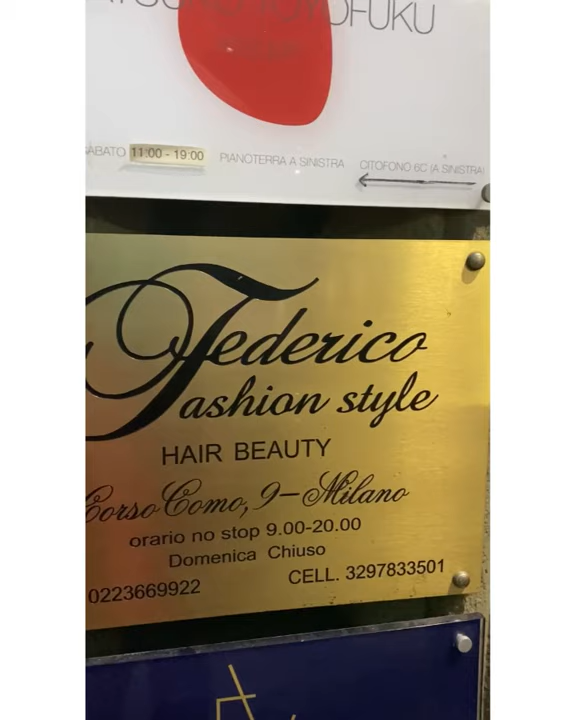 TOYOFUKU
SABATO 11:00 - 19:00 PIANOTERRA A SINISTRA CITOFONO 6C (A SINISTRA)
Federico
Fashion style
HAIR BEAUTY
Corso Como, 9 - Milano
orario no stop 9.00-20.00
Domenica Chiuso
0223669922 CELL. 3297833501